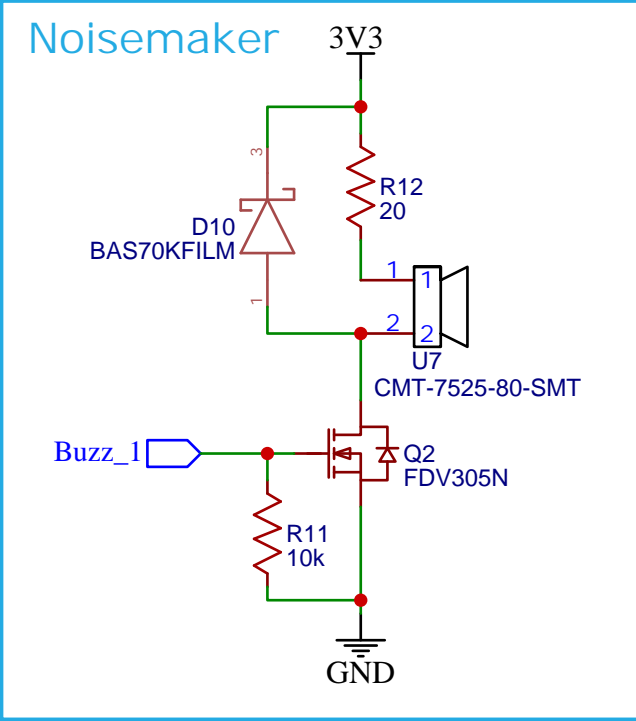 Noisemaker
3V3
3
R12
20
D10
BAS70KFILM
1
1
1
2
2
U7
CMT-7525-80-SMT
Buzz_1
Q2
FDV305N
R11
10k
GND